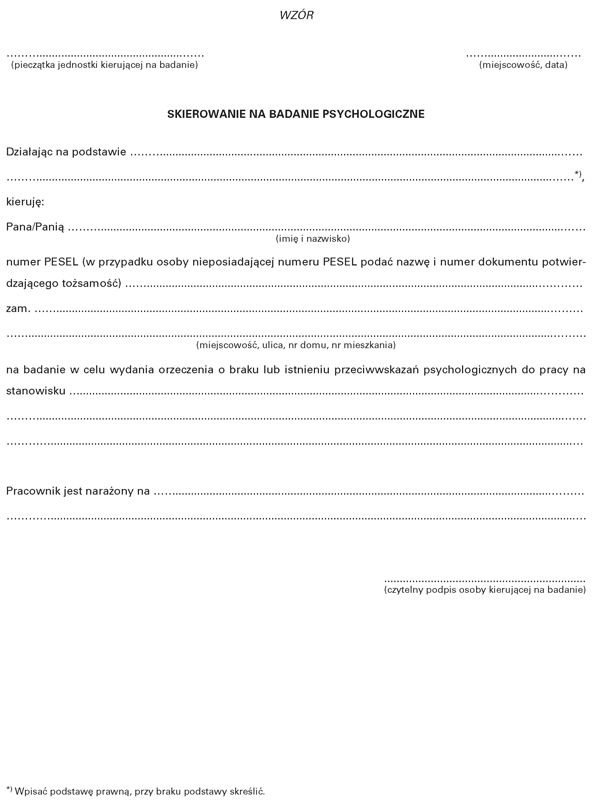 WZÓR
................................................................ ......................................
(pieczątka jednostki kierującej na badanie) (miejscowość, data)
SKIEROWANIE NA BADANIE PSYCHOLOGICZNE
Działając na podstawie ................................................................
................................................................*),
kieruję:
Pana/Panią ................................................................
(imię i nazwisko)
numer PESEL (w przypadku osoby nieposiadającej numeru PESEL podać nazwę i numer dokumentu potwier-
dzającego tożsamość) ................................................................
zam. ................................................................
................................................................
(miejscowość, ulica, nr domu, nr mieszkania)
na badanie w celu wydania orzeczenia o braku lub istnieniu przeciwwskazań psychologicznych do pracy na
stanowisku ................................................................
................................................................
................................................................
Pracownik jest narażony na ................................................................
................................................................
................................................................
(czytelny podpis osoby kierującej na badanie)
*) Wpisać podstawę prawną, przy braku podstawy skreślić.